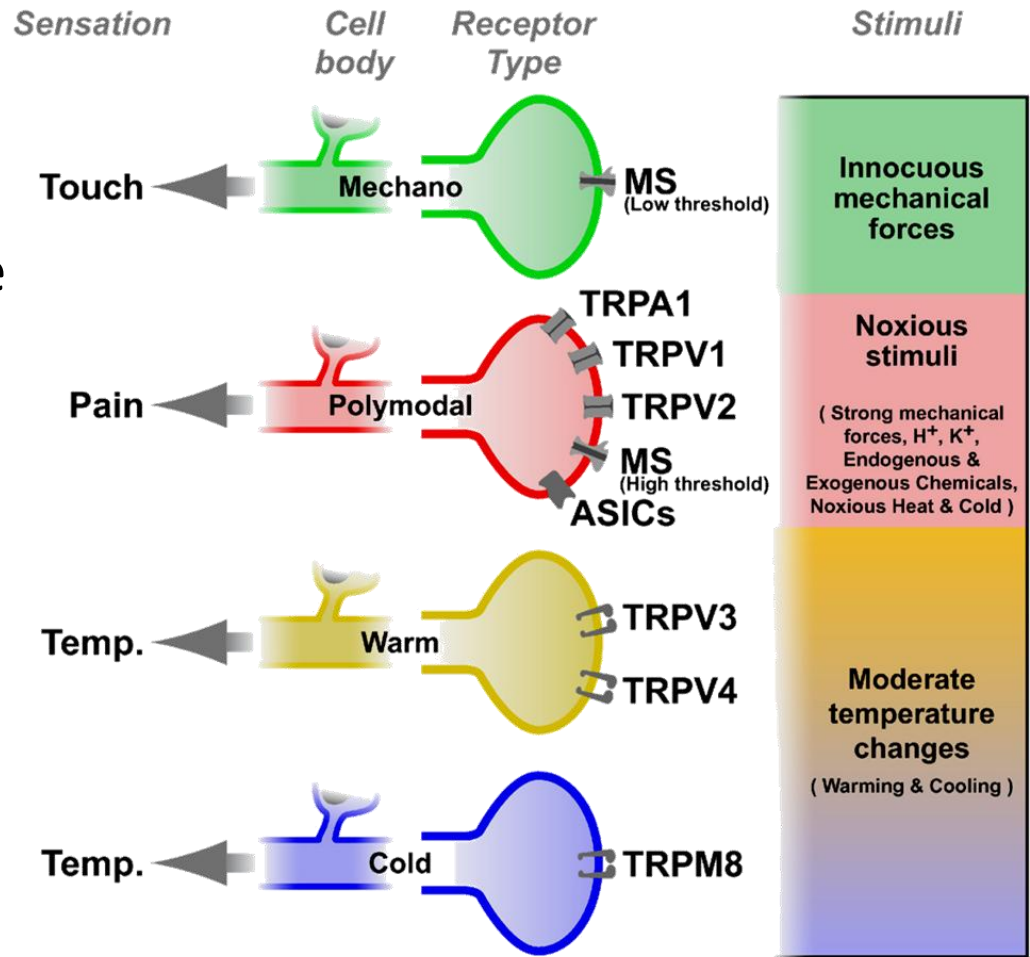 Sensation
Cell
body
Receptor
Type
Stimuli
Touch
Mechano
MS
(Low threshold)
Innocuous
mechanical
forces
e
Pain
Polymodal
TRPA1
TRPV1
TRPV2
MS
(High threshold)
ASICs
Noxious
stimuli
( Strong mechanical
forces, H⁺, K⁺,
Endogenous &
Exogenous Chemicals,
Noxious Heat & Cold )
Temp.
Warm
TRPV3
TRPV4
Moderate
temperature
changes
( Warming & Cooling )
Temp.
Cold
TRPM8